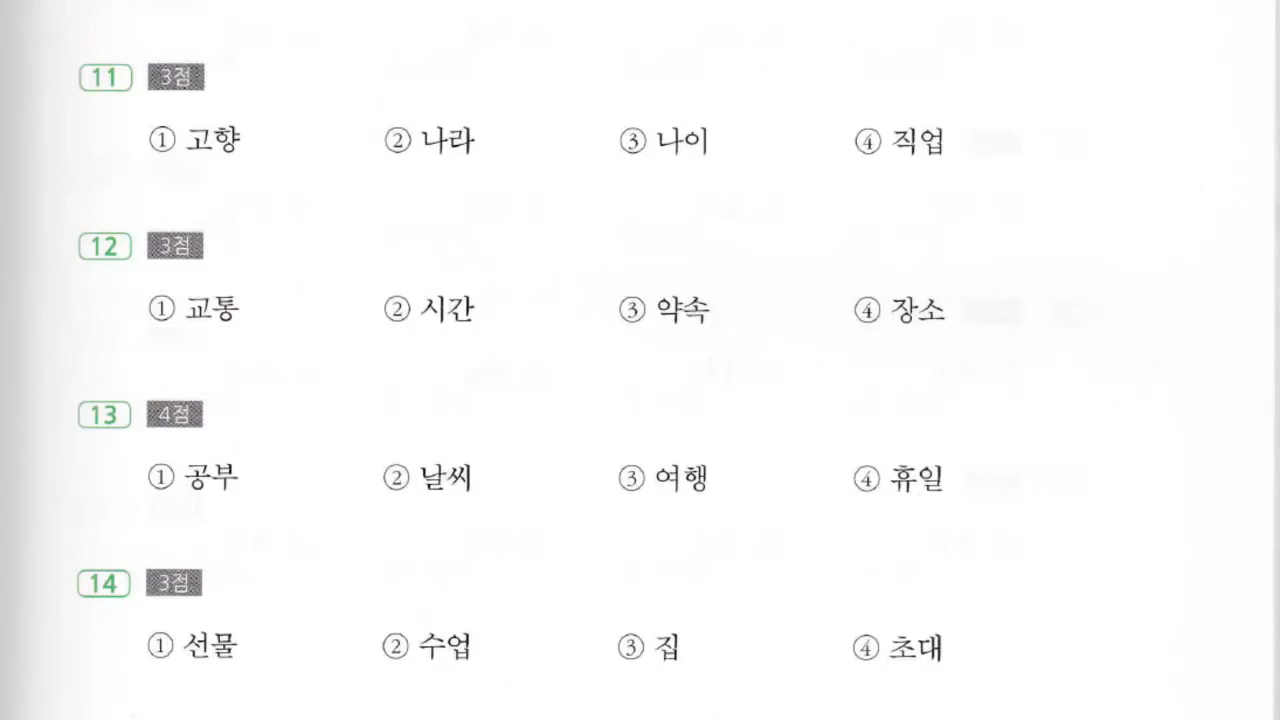 11 3점
① 고향 ② 나라 ③ 나이 ④ 직업
12 3점
① 교통 ② 시간 ③ 약속 ④ 장소
13 4점
① 공부 ② 날씨 ③ 여행 ④ 휴일
14 3점
① 선물 ② 수업 ③ 집 ④ 초대